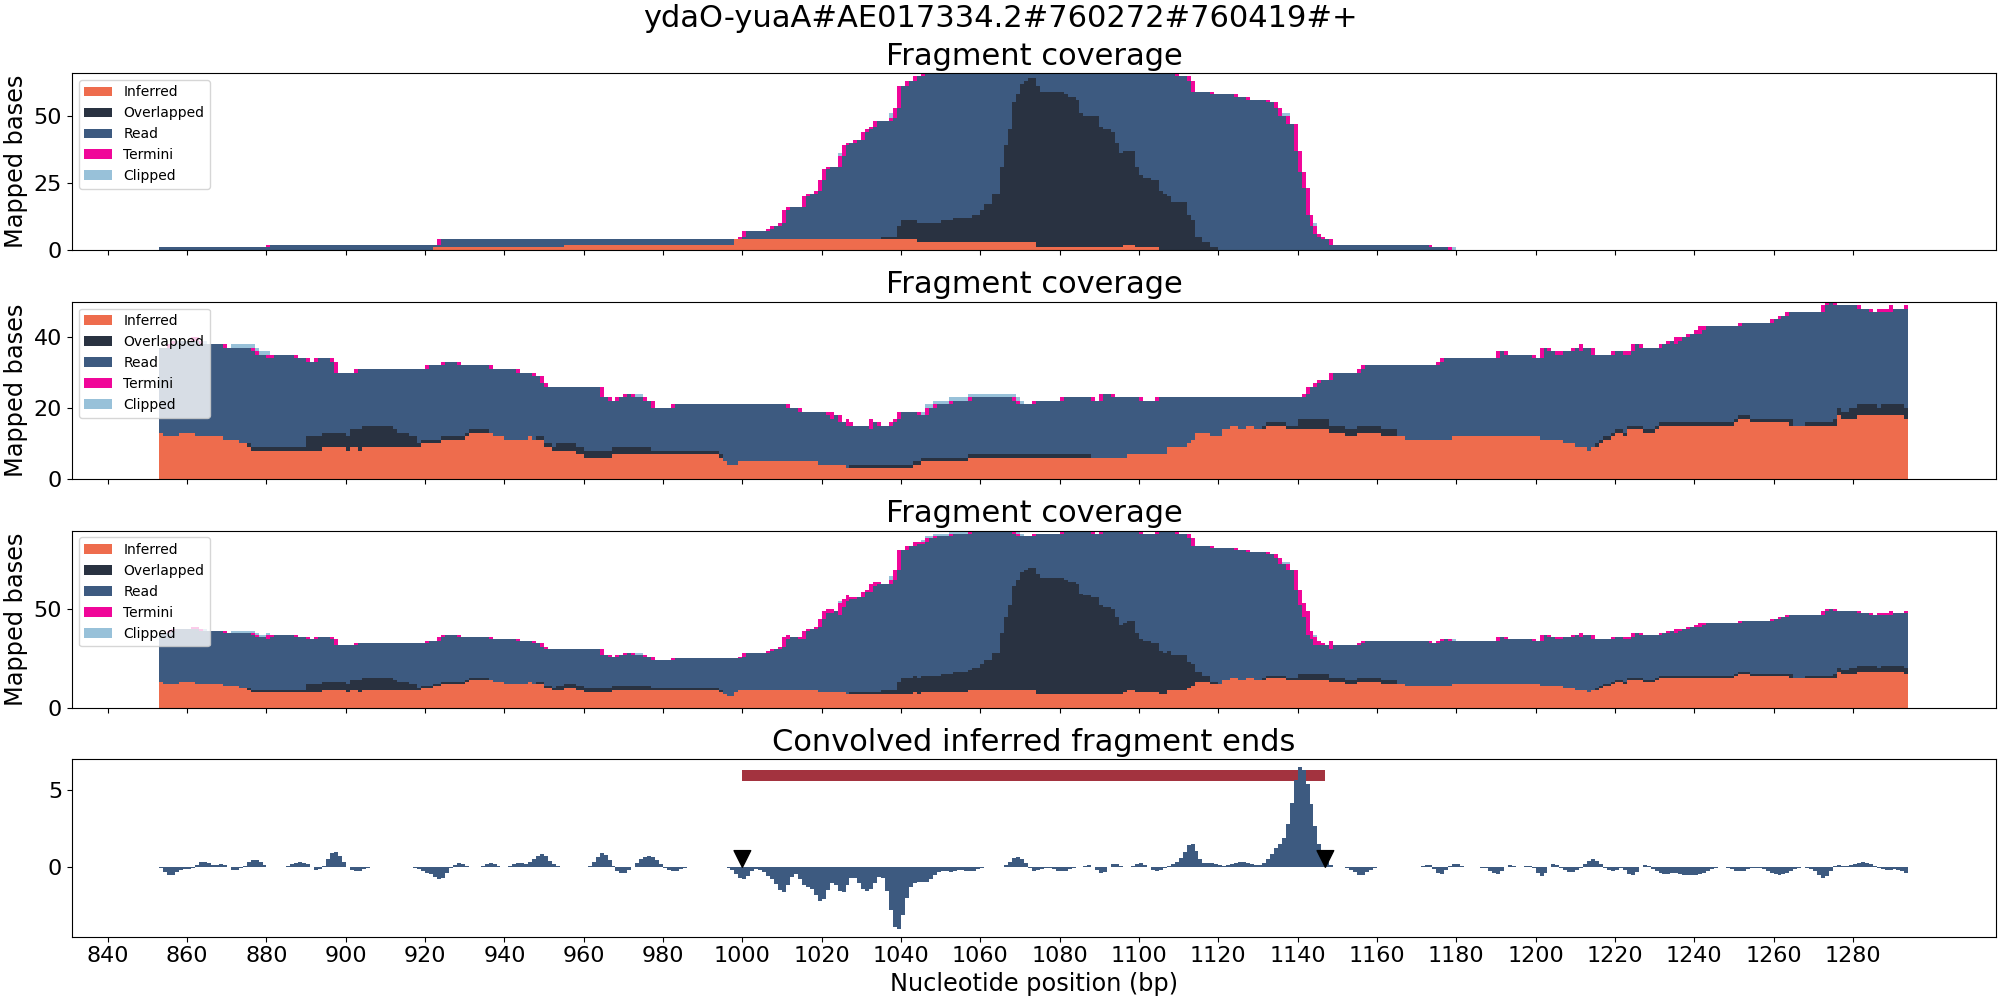 ydaO-yuaA#AE017334.2#760272#760419#+
Fragment coverage
Mapped bases
50
25
0
Inferred
Overlapped
Read
Termini
Clipped
Fragment coverage
Mapped bases
40
20
0
Inferred
Overlapped
Read
Termini
Clipped
Fragment coverage
Mapped bases
50
0
Inferred
Overlapped
Read
Termini
Clipped
Convolved inferred fragment ends
5
0
840 860 880 900 920 940 960 980 1000 1020 1040 1060 1080 1100 1120 1140 1160 1180 1200 1220 1240 1260 1280
Nucleotide position (bp)